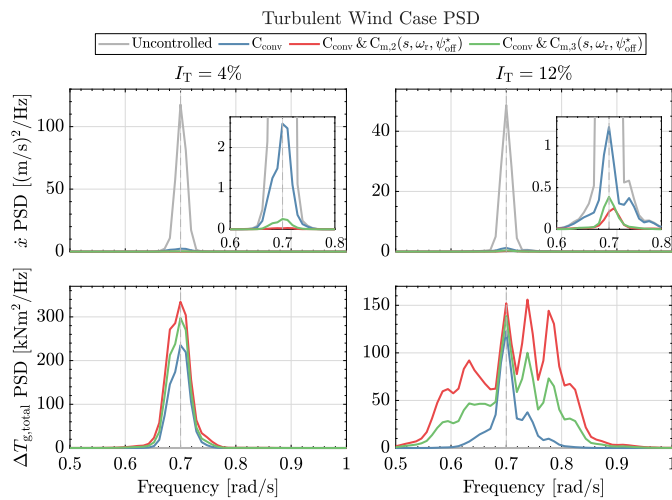 Turbulent Wind Case PSD
Uncontrolled C_conv C_conv & C_m,2(s, ω_r, ψ*_off) C_conv & C_m,3(s, ω_r, ψ*_off)
I_T = 4% I_T = 12%
ẋ PSD [(m/s)²/Hz]
100
50
0
2
1
0
0.6 0.7 0.8
40
20
0
1
0.5
0
0.6 0.7 0.8
ΔT_g,total PSD [kNm²/Hz]
300
200
100
0
0.5 0.6 0.7 0.8 0.9 1
Frequency [rad/s]
150
100
50
0
0.5 0.6 0.7 0.8 0.9 1
Frequency [rad/s]